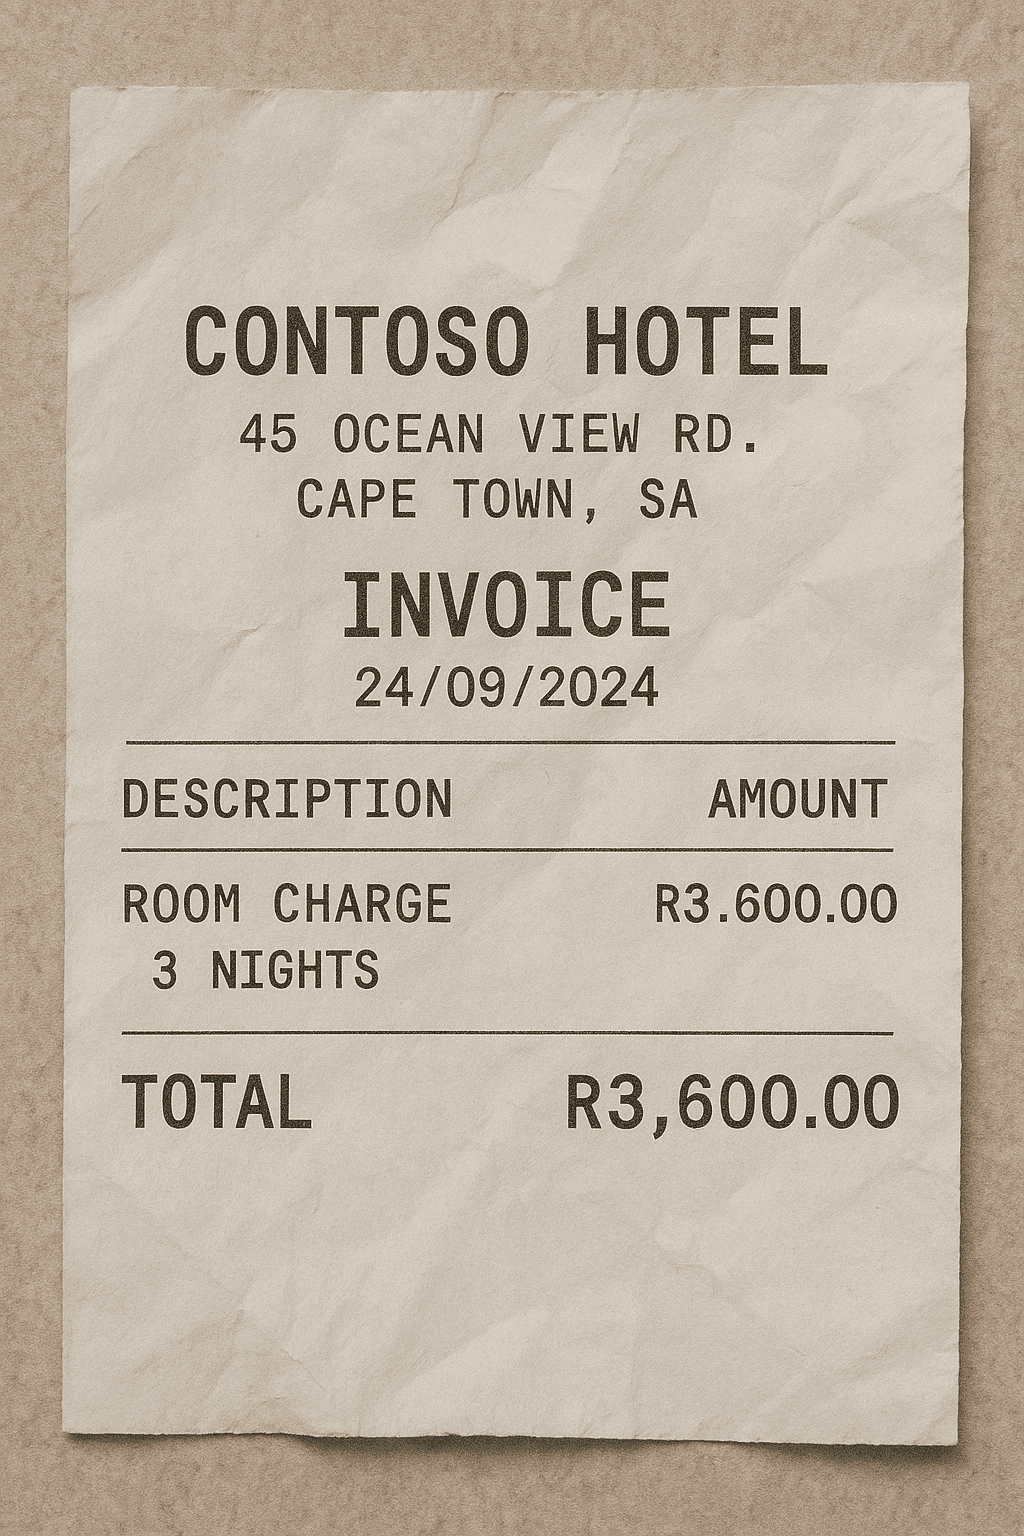 CONTOSO HOTEL
45 OCEAN VIEW RD.
CAPE TOWN, SA
INVOICE
24/09/2024
DESCRIPTION AMOUNT
ROOM CHARGE R3.600.00
3 NIGHTS
TOTAL R3,600.00